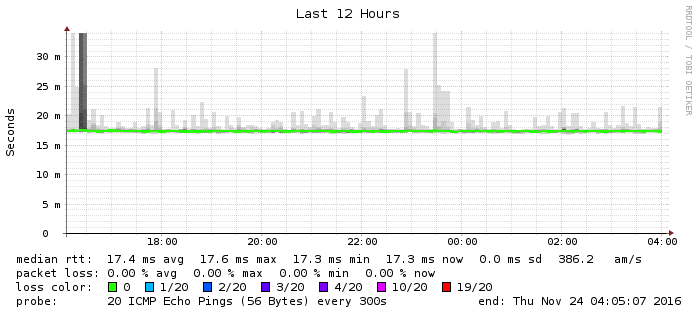 Last 12 Hours
RRDTOOL / TOBI OETIKER
Seconds
30 m
25 m
20 m
15 m
10 m
5 m
0
18:00 20:00 22:00 00:00 02:00 04:00
median rtt: 17.4 ms avg 17.6 ms max 17.3 ms min 17.3 ms now 0.0 ms sd 386.2 am/s
packet loss: 0.00 % avg 0.00 % max 0.00 % min 0.00 % now
loss color: 0 1/20 2/20 3/20 4/20 10/20 19/20
probe: 20 ICMP Echo Pings (56 Bytes) every 300s end: Thu Nov 24 04:05:07 2016